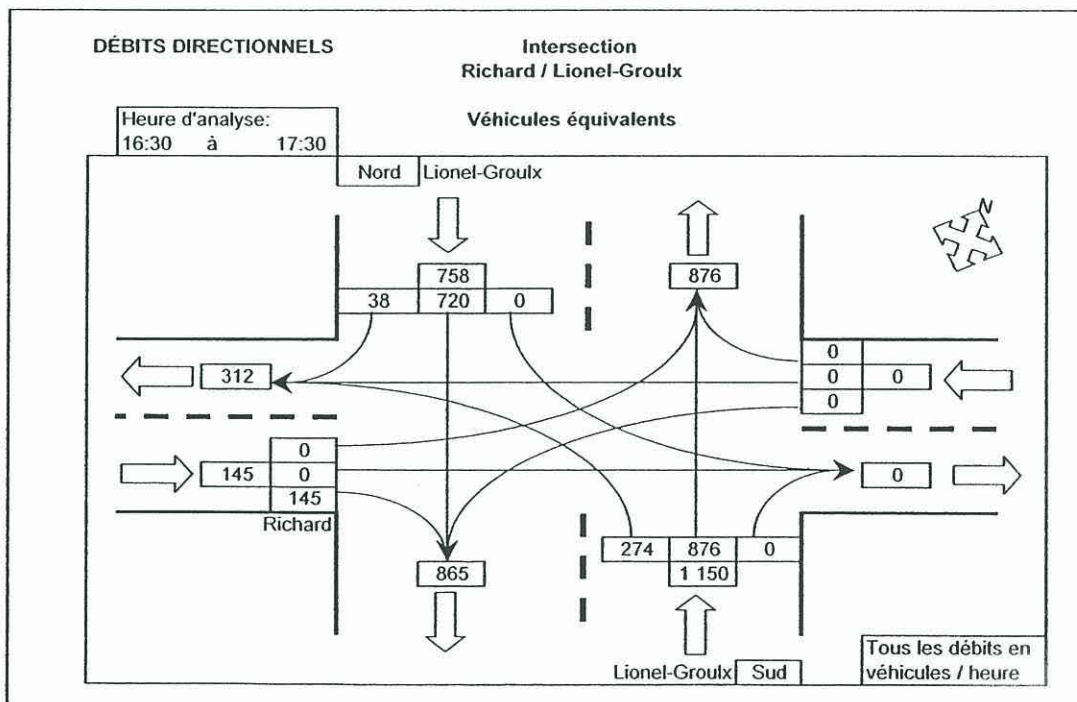 DÉBITS DIRECTIONNELS
Intersection
Richard / Lionel-Groulx
Heure d'analyse:
16:30 à 17:30
Véhicules équivalents
Nord Lionel-Groulx
N
758
876
38 720 0
0
312
0 0
0
0
145 0
0
145
Richard
274 876 0
865
1 150
Tous les débits en
véhicules / heure
Lionel-Groulx Sud